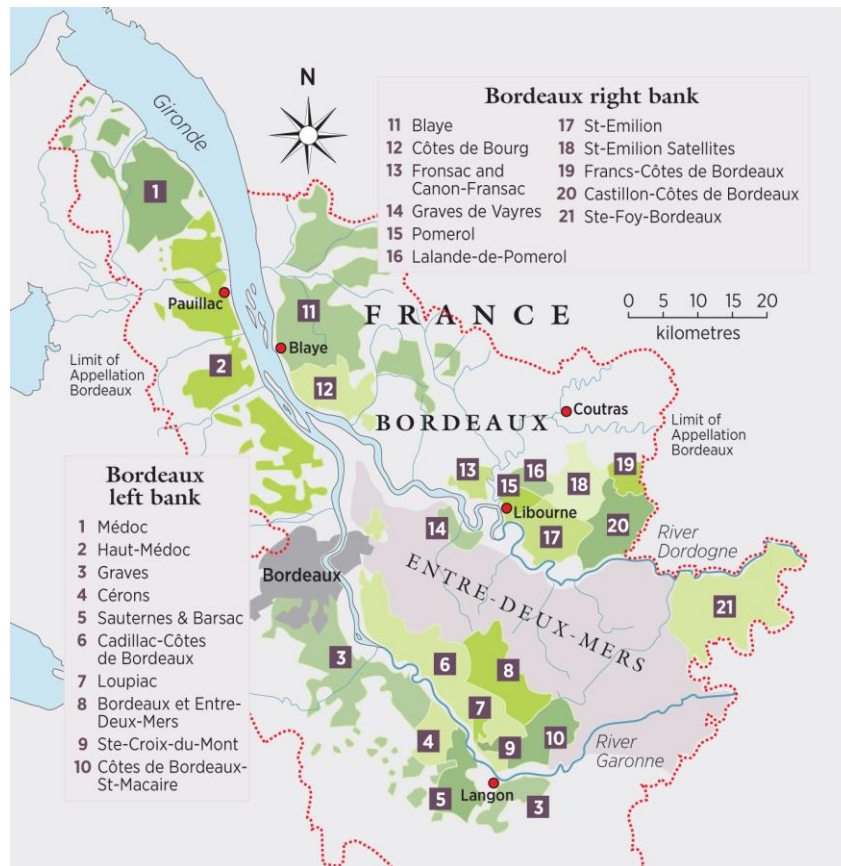 Gironde
N
Bordeaux right bank
11 Blaye
12 Côtes de Bourg
13 Fronsac and
Canon-Fransac
14 Graves de Vayres
15 Pomerol
16 Lalande-de-Pomerol
17 St-Emilion
18 St-Emilion Satellites
19 Francs-Côtes de Bordeaux
20 Castillon-Côtes de Bordeaux
21 Ste-Foy-Bordeaux
1
Pauillac
11
FRANCE
0 5 10 15 20
kilometres
Blaye
Limit of
Appellation
Bordeaux
2
12
BORDEAUX
Coutras
Limit of
Appellation
Bordeaux
Bordeaux
left bank
1 Médoc
2 Haut-Médoc
3 Graves
4 Cérons
5 Sauternes & Barsac
6 Cadillac-Côtes
de Bordeaux
7 Loupiac
8 Bordeaux et Entre-
Deux-Mers
9 Ste-Croix-du-Mont
10 Côtes de Bordeaux-
St-Macaire
13
16
15
18
19
Libourne
14
17
20
River
Dordogne
Bordeaux
ENTRE-DEUX-MERS
21
3
6
8
7
4
9
10
River
Garonne
5
Langon
3